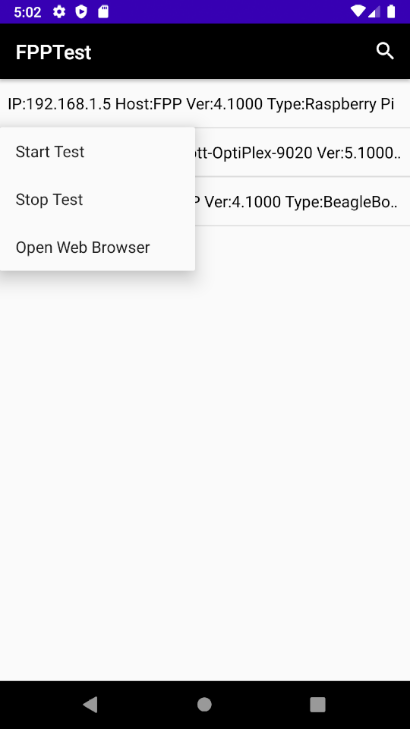 5:02
FPPTest
IP:192.168.1.5 Host:FPP Ver:4.1000 Type:Raspberry Pi
Start Test
tt-OptiPlex-9020 Ver:5.1000..
Stop Test
Ver:4.1000 Type:BeagleBo..
Open Web Browser